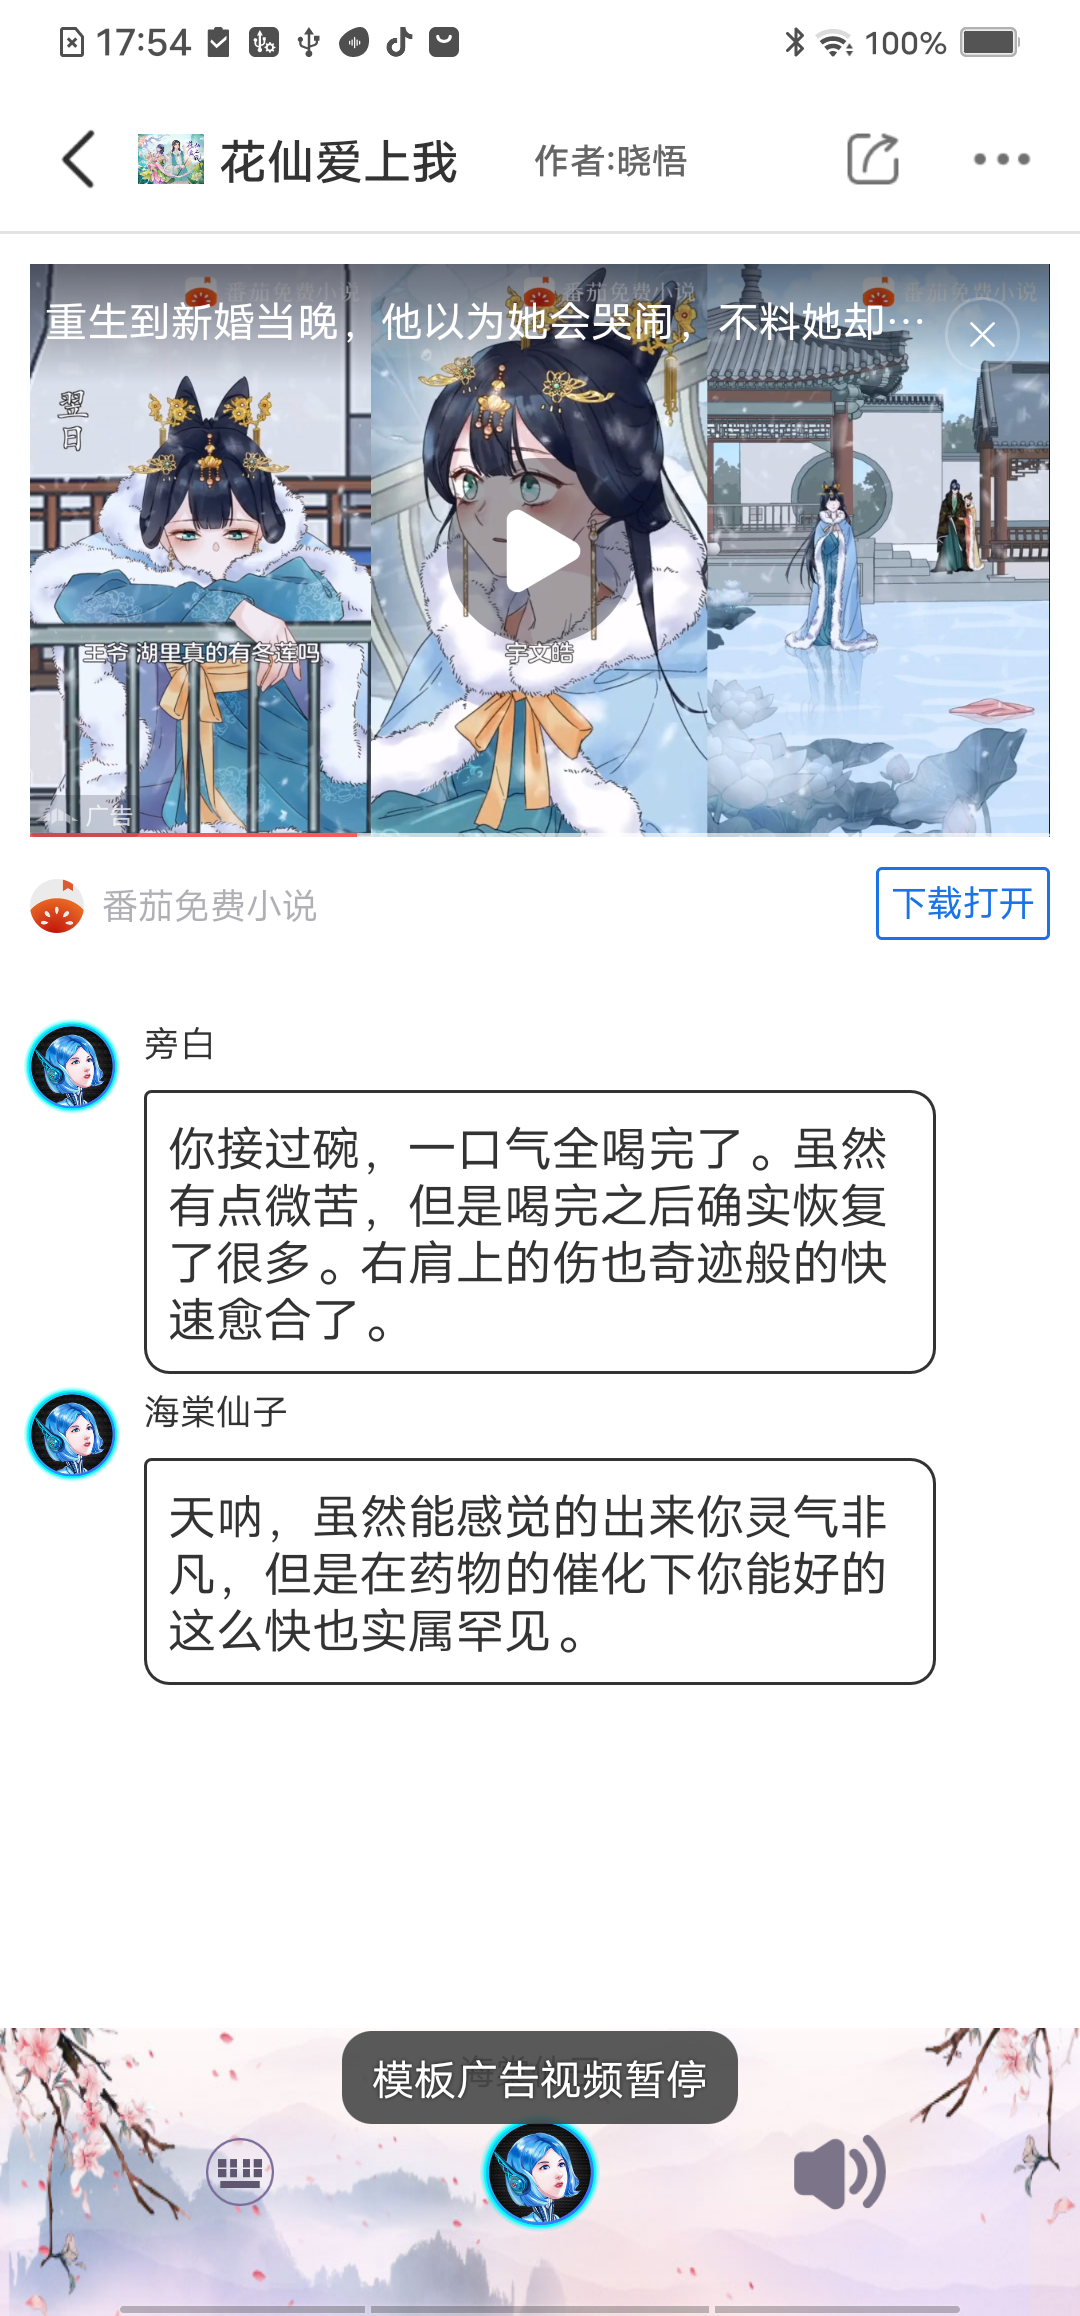 17:54
100%
花仙爱上我
作者:晓悟
番茄免费小说
番茄免费小说
番茄免费小说
重生到新婚当晚，他以为她会哭闹，不料她却…
翌日
王爷 湖里真的有冬莲吗
宇文皓
广告
番茄免费小说
下载打开
旁白
你接过碗，一口气全喝完了。虽然
有点微苦，但是喝完之后确实恢复
了很多。右肩上的伤也奇迹般的快
速愈合了。
海棠仙子
天呐，虽然能感觉的出来你灵气非
凡，但是在药物的催化下你能好的
这么快也实属罕见。
模板广告视频暂停